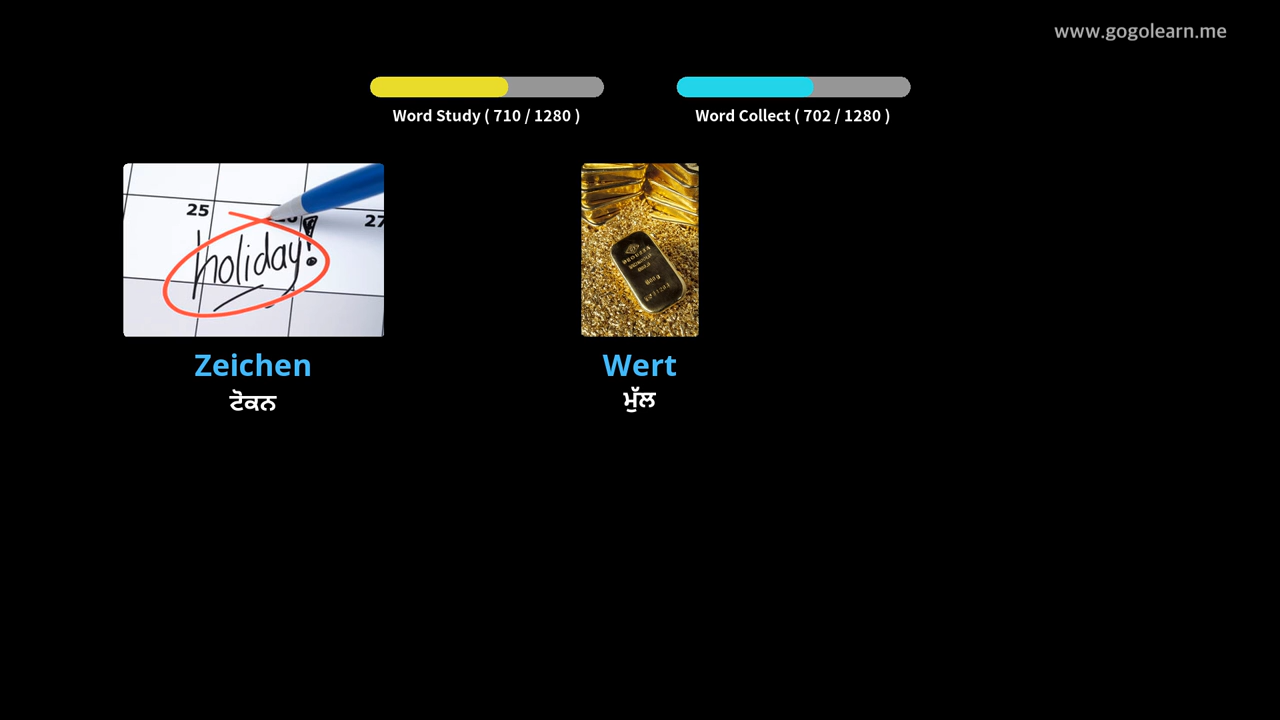 www.gogolearn.me
Word Study ( 710 / 1280 )
Word Collect ( 702 / 1280 )
25
27
holiday!
Zeichen
ਟੋਕਨ
Wert
ਮੁੱਲ